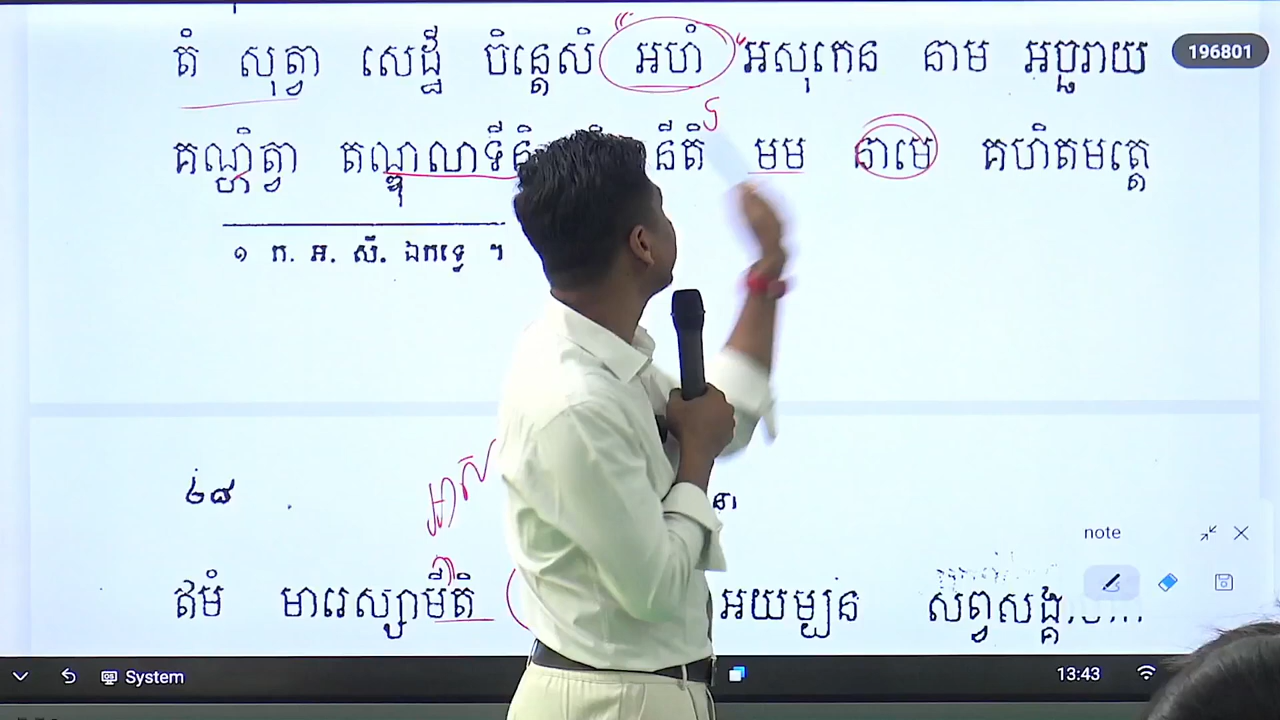 តំ សុត្វា សេដ្ឋី ចិន្តេសិ អហំ អសុកេន នាម អច្ឆរាយ
196801
គណ្ហិត្វា តណ្ឌុលាទីនិ នីតិ មម នាមេ គហិតមត្តេ
១ ក. អ. សី. ឯកទ្វេ ។
២៨
note
ឥមំ មារេស្សាមីតិ អយម្បន សព្វសង្គ
System
13:43